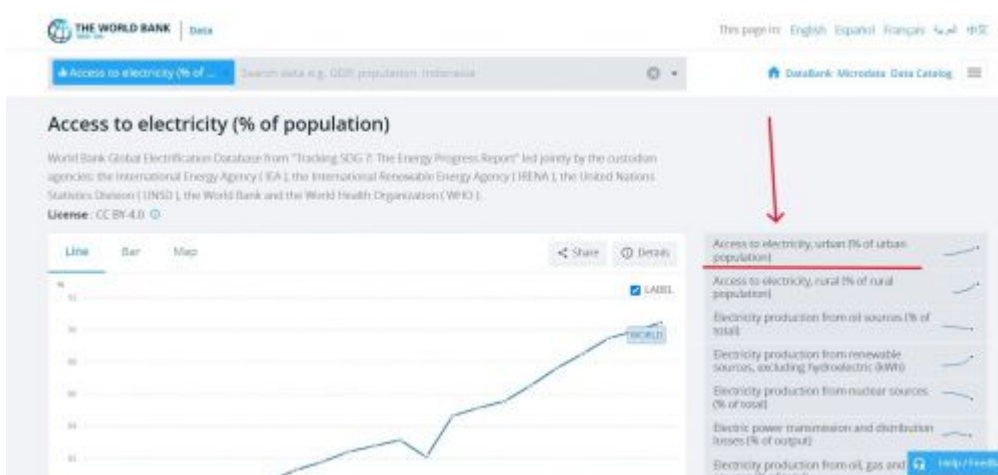 THE WORLD BANK Data
This page in: English Español Français عربية 中文
Access to electricity (% of ...
Search data e.g. GDP, population, Indonesia
DataBank Microdata Data Catalog
Access to electricity (% of population)
World Bank Global Electrification Database from "Tracking SDG 7: The Energy Progress Report" led jointly by the custodian
agencies: the International Energy Agency ( IEA ), the International Renewable Energy Agency ( IRENA ), the United Nations
Statistics Division ( UNSD ), the World Bank and the World Health Organization ( WHO ).
License : CC BY-4.0
Line Bar Map
Share Details
%
LABEL
WORLD
Access to electricity, urban (% of urban
population)
Access to electricity, rural (% of rural
population)
Electricity production from oil sources (% of
total)
Electricity production from renewable
sources, excluding hydroelectric (kWh)
Electricity production from nuclear sources
(% of total)
Electric power transmission and distribution
losses (% of output)
Electricity production from oil, gas and
Help / Feedb